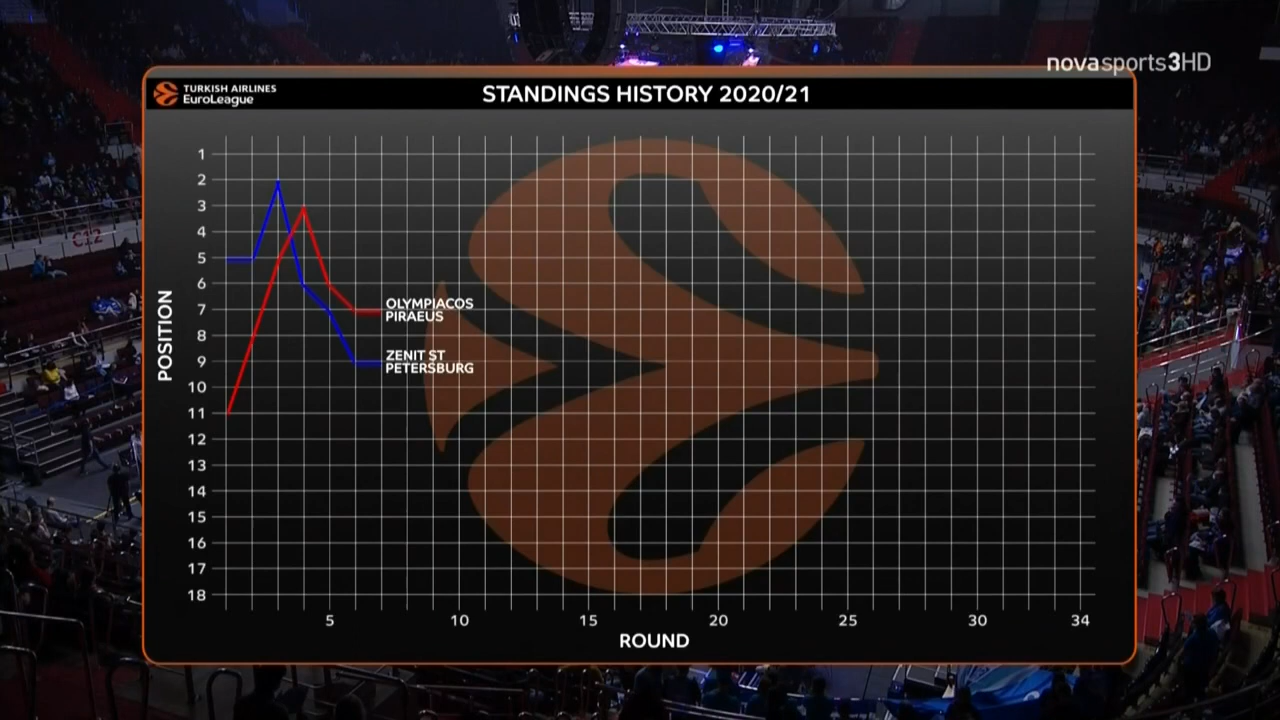 novasports3HD
TURKISH AIRLINES
EuroLeague
STANDINGS HISTORY 2020/21
1
2
3
4
5
6
7
8
9
10
11
12
13
14
15
16
17
18
POSITION
OLYMPIACOS
PIRAEUS
ZENIT ST
PETERSBURG
C12
5
10
15
20
25
30
34
ROUND